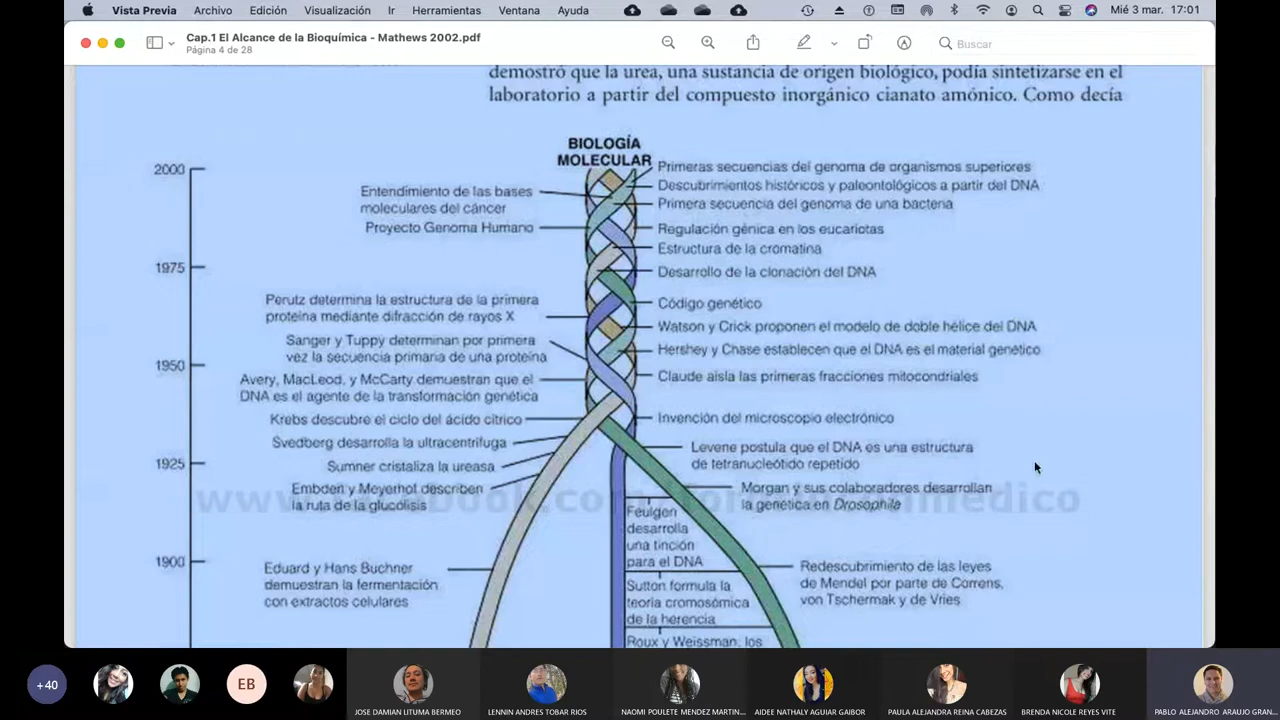 Vista Previa Archivo Edición Visualización Ir Herramientas Ventana Ayuda Mié 3 mar. 17:01
Cap.1 El Alcance de la Bioquímica - Mathews 2002.pdf
Página 4 de 28
Buscar
demostró que la urea, una sustancia de origen biológico, podía sintetizarse en el
laboratorio a partir del compuesto inorgánico cianato amónico. Como decía
BIOLOGÍA
MOLECULAR
2000
1975
1950
1925
1900
Entendimiento de las bases
moleculares del cáncer
Proyecto Genoma Humano
Perutz determina la estructura de la primera
proteína mediante difracción de rayos X
Sanger y Tuppy determinan por primera
vez la secuencia primaria de una proteína
Avery, MacLeod, y McCarty demuestran que el
DNA es el agente de la transformación genética
Krebs descubre el ciclo del ácido cítrico
Svedberg desarrolla la ultracentrífuga
Sumner cristaliza la ureasa
Embden y Meyerhof describen
la ruta de la glucólisis
Eduard y Hans Buchner
demuestran la fermentación
con extractos celulares
Primeras secuencias del genoma de organismos superiores
Descubrimientos históricos y paleontológicos a partir del DNA
Primera secuencia del genoma de una bacteria
Regulación génica en los eucariotas
Estructura de la cromatina
Desarrollo de la clonación del DNA
Código genético
Watson y Crick proponen el modelo de doble hélice del DNA
Hershey y Chase establecen que el DNA es el material genético
Claude aísla las primeras fracciones mitocondriales
Invención del microscopio electrónico
Levene postula que el DNA es una estructura
de tetranucleótido repetido
Morgan y sus colaboradores desarrollan
la genética en Drosophila
Feulgen
desarrolla
una tinción
para el DNA
Sutton formula la
teoría cromosómica
de la herencia
Roux y Weissman: los
Redescubrimiento de las leyes
de Mendel por parte de Correns,
von Tschermak y de Vries
+40
EB
JOSE DAMIAN LITUMA BERMEO
LENNIN ANDRES TOBAR RIOS
NAOMI POULETE MENDEZ MARTIN...
AIDEE NATHALY AGUIAR GAIBOR
PAULA ALEJANDRA REINA CABEZAS
BRENDA NICOLE REYES VITE
PABLO ALEJANDRO ARAUJO GRAN...